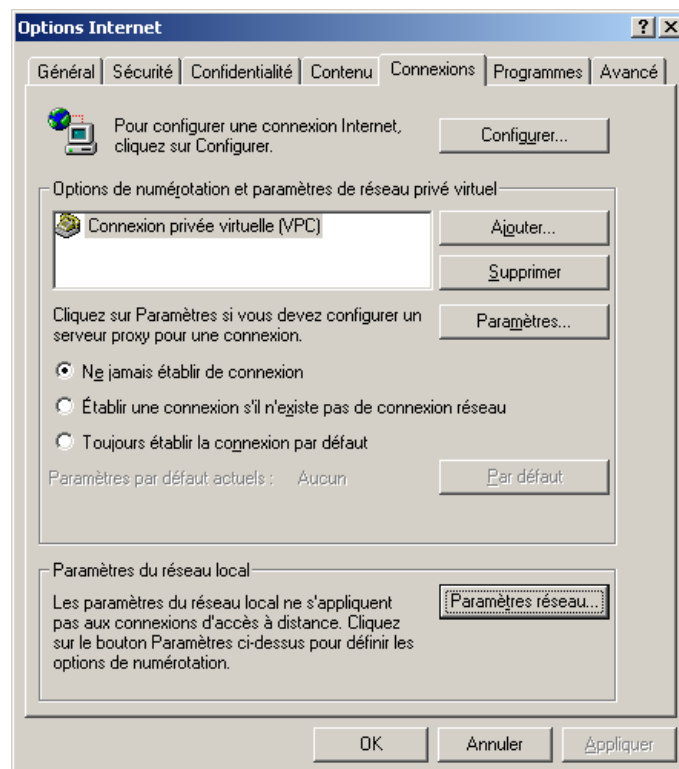 Options Internet
Général Sécurité Confidentialité Contenu Connexions Programmes Avancé
Pour configurer une connexion Internet,
cliquez sur Configurer.
Configurer...
Options de numérotation et paramètres de réseau privé virtuel
Connexion privée virtuelle (VPC)
Ajouter...
Supprimer
Cliquez sur Paramètres si vous devez configurer un
serveur proxy pour une connexion.
Paramètres...
Ne jamais établir de connexion
Établir une connexion s'il n'existe pas de connexion réseau
Toujours établir la connexion par défaut
Paramètres par défaut actuels : Aucun
Par défaut
Paramètres du réseau local
Les paramètres du réseau local ne s'appliquent
pas aux connexions d'accès à distance. Cliquez
sur le bouton Paramètres ci-dessus pour définir les
options de numérotation.
Paramètres réseau...
OK Annuler Appliquer